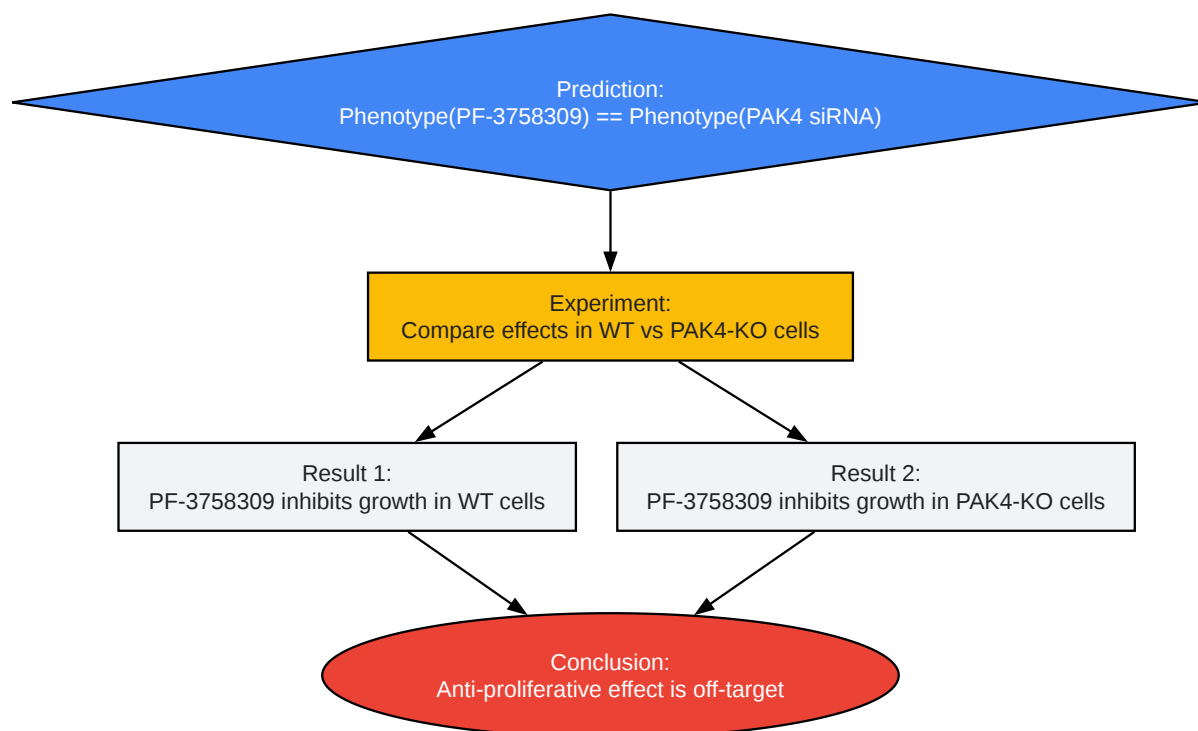 Prediction:
Phenotype(PF-3758309) == Phenotype(PAK4 siRNA)
Experiment:
Compare effects in WT vs PAK4-KO cells
Result 1:
PF-3758309 inhibits growth in WT cells
Result 2:
PF-3758309 inhibits growth in PAK4-KO cells
Conclusion:
Anti-proliferative effect is off-target